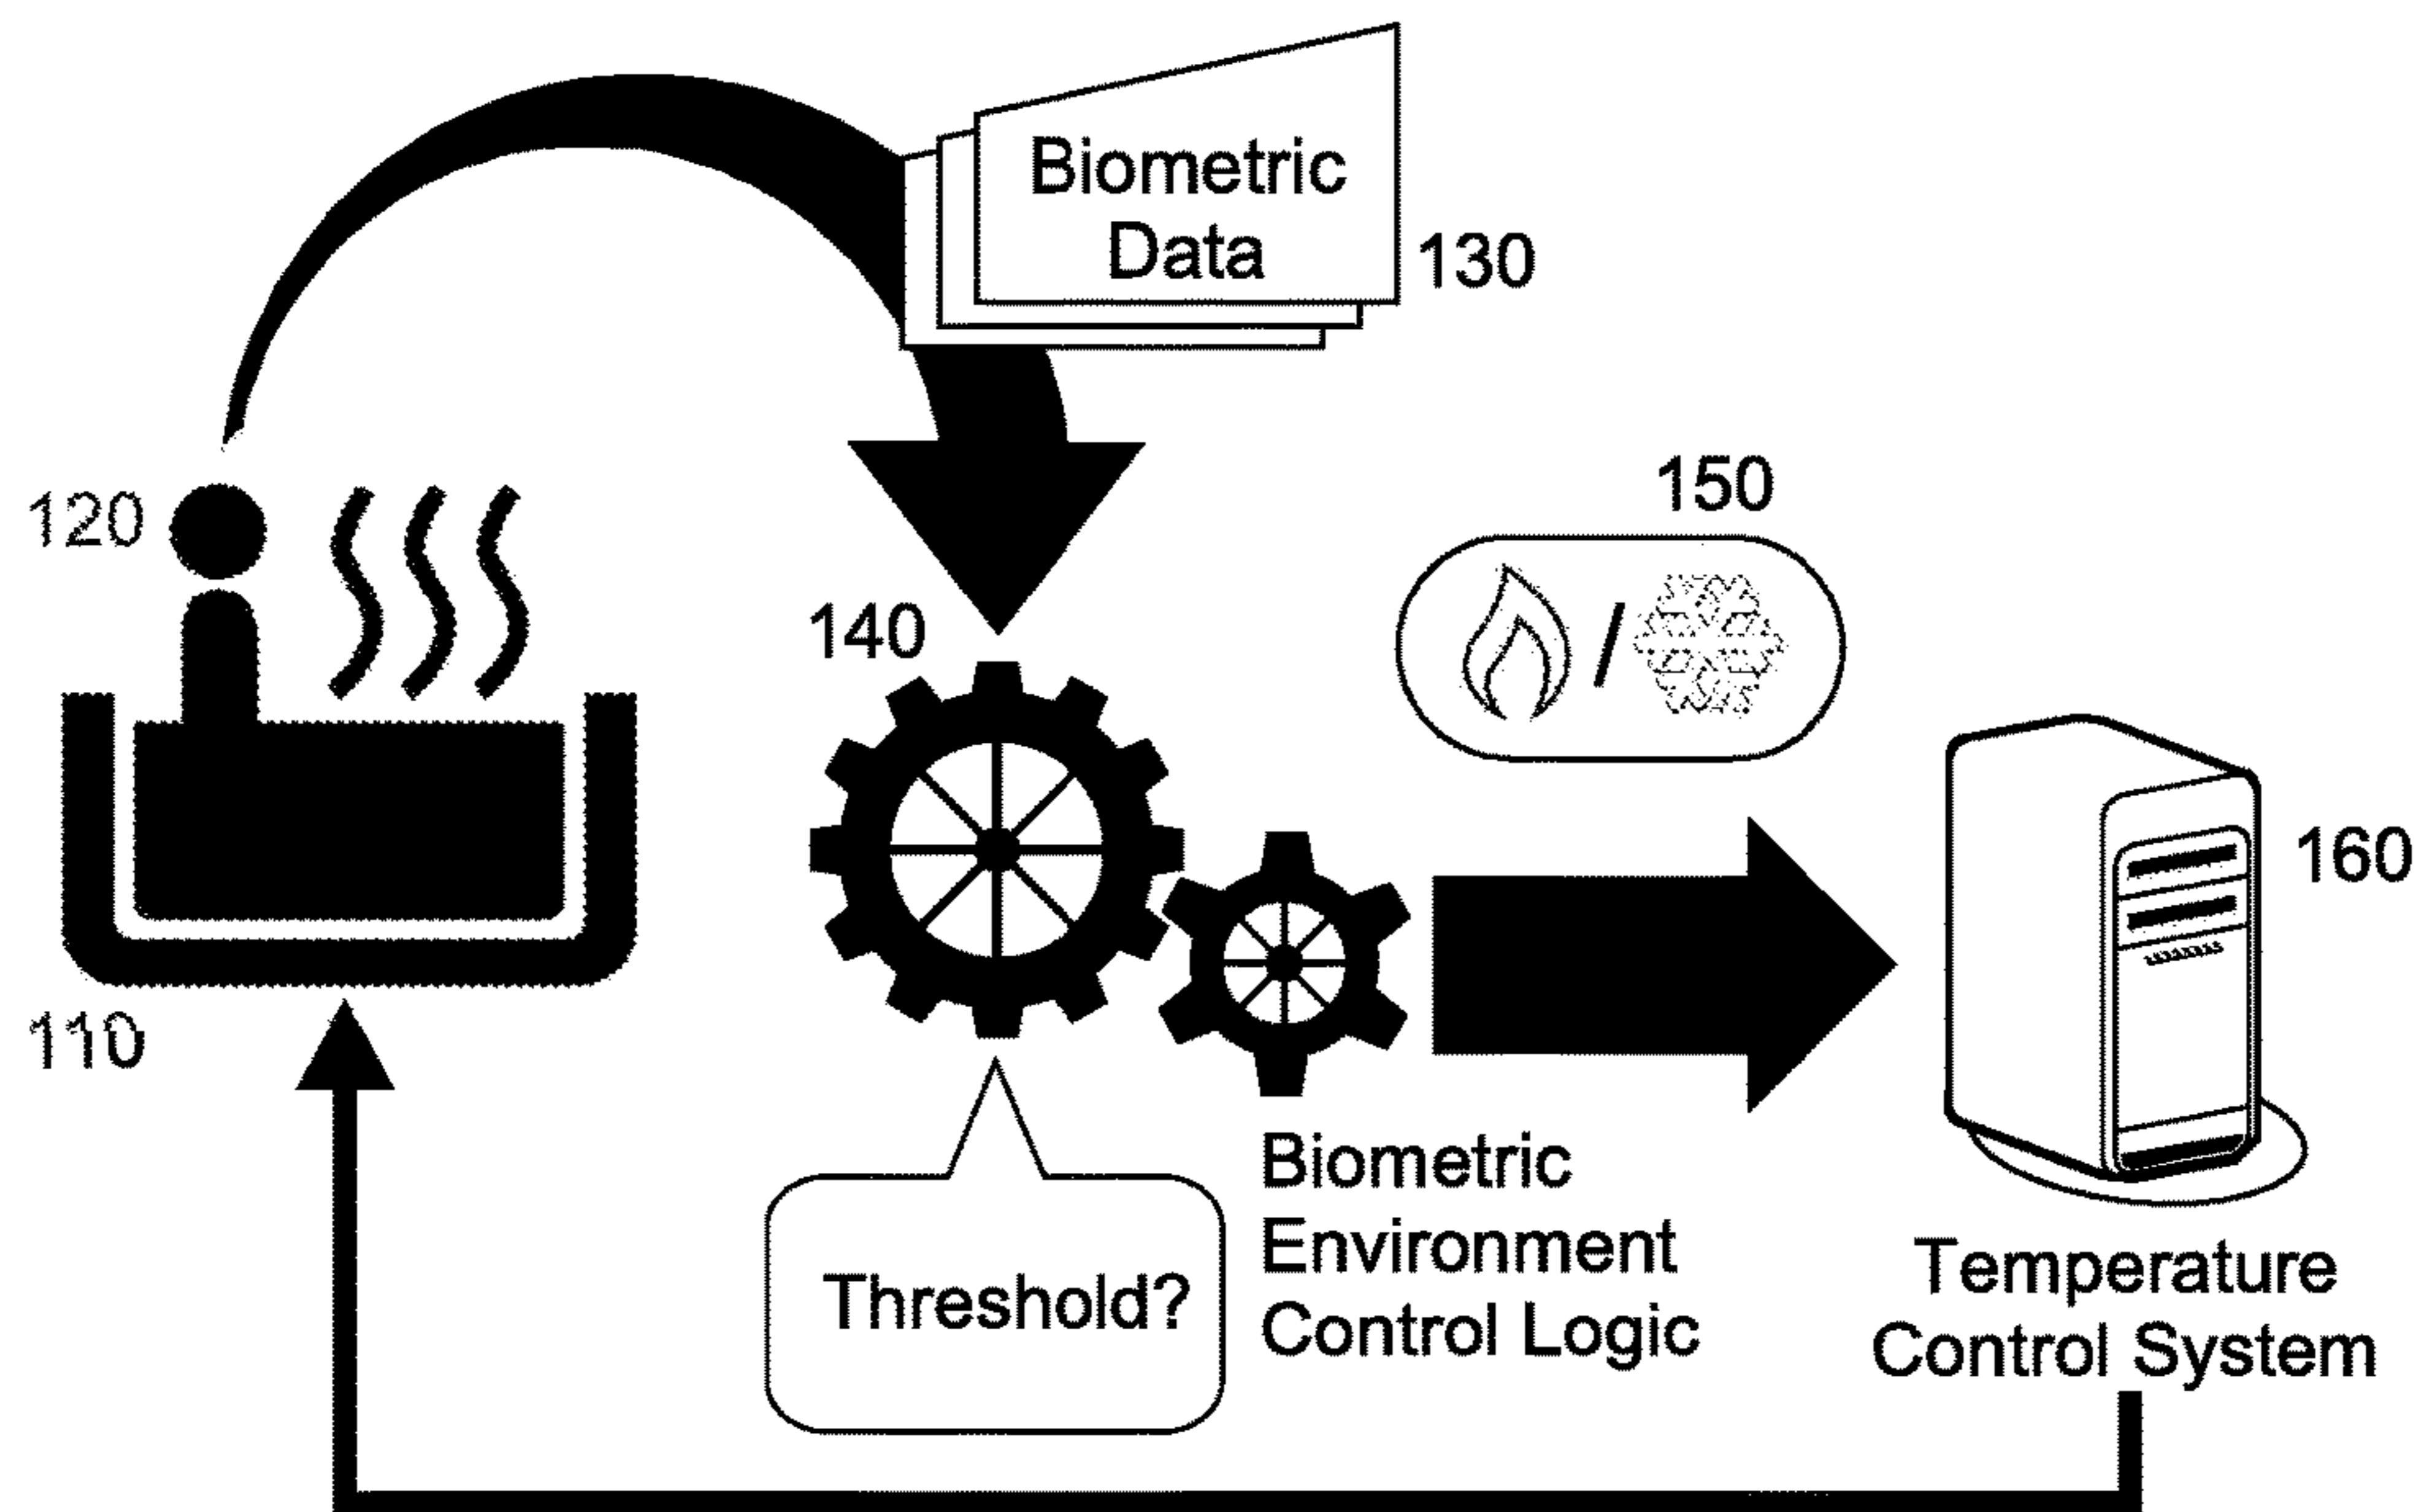 Biometric
Data
130
120
150
140
160
110
Threshold?
Biometric
Environment
Control Logic
Temperature
Control System